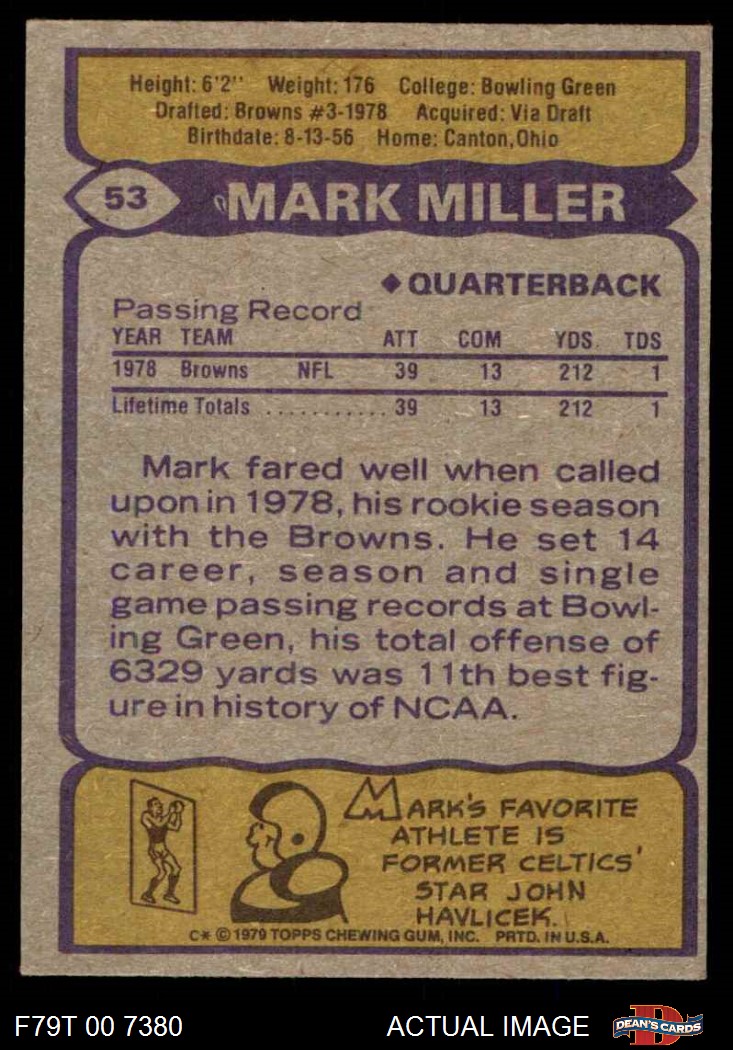 Height: 6'2" Weight: 176 College: Bowling Green
Drafted: Browns #3-1978 Acquired: Via Draft
Birthdate: 8-13-56 Home: Canton, Ohio
53 MARK MILLER
◆ QUARTERBACK
Passing Record
YEAR TEAM ATT COM YDS TDS
1978 Browns NFL 39 13 212 1
Lifetime Totals ........... 39 13 212 1
Mark fared well when called
upon in 1978, his rookie season
with the Browns. He set 14
career, season and single
game passing records at Bowl-
ing Green, his total offense of
6329 yards was 11th best fig-
ure in history of NCAA.
MARK'S FAVORITE
ATHLETE IS
FORMER CELTICS'
STAR JOHN
HAVLICEK.
C* © 1979 TOPPS CHEWING GUM, INC. PRTD. IN U.S.A.
F79T 00 7380 ACTUAL IMAGE D DEAN'S CARDS